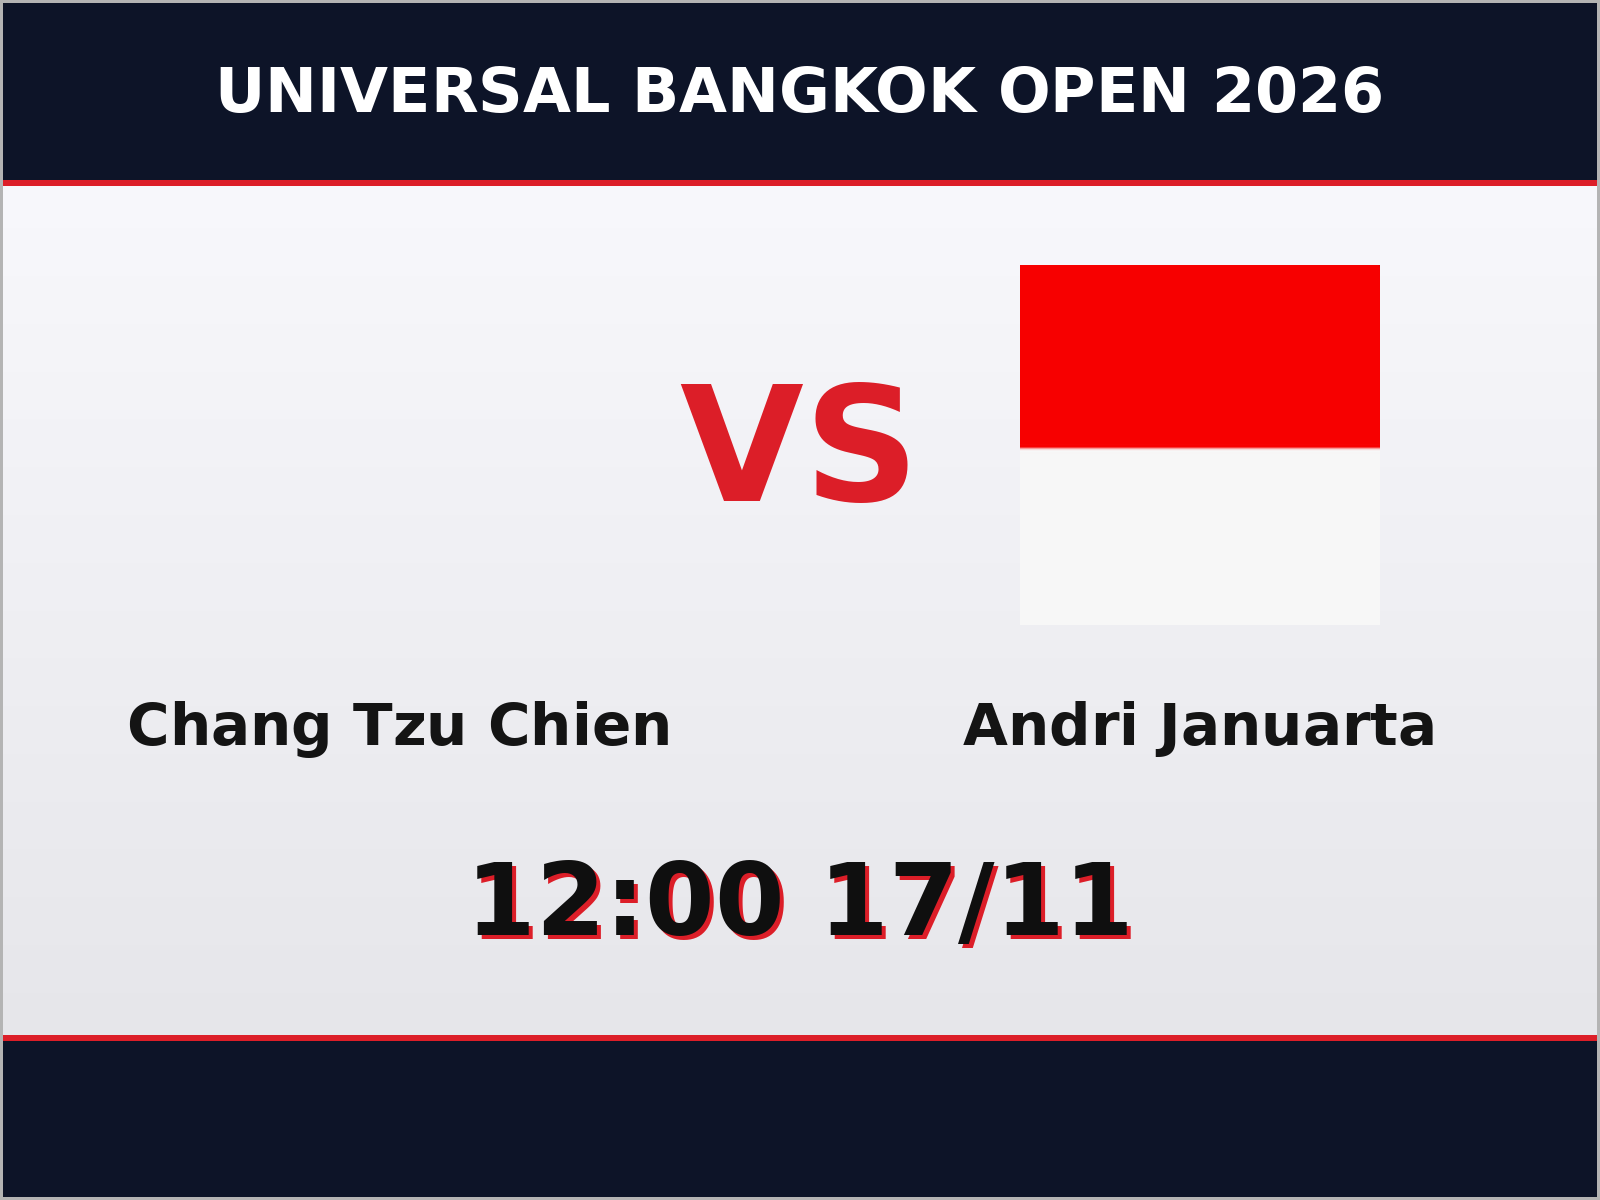 UNIVERSAL BANGKOK OPEN 2026
VS
Chang Tzu Chien
Andri Januarta
12:00 17/11